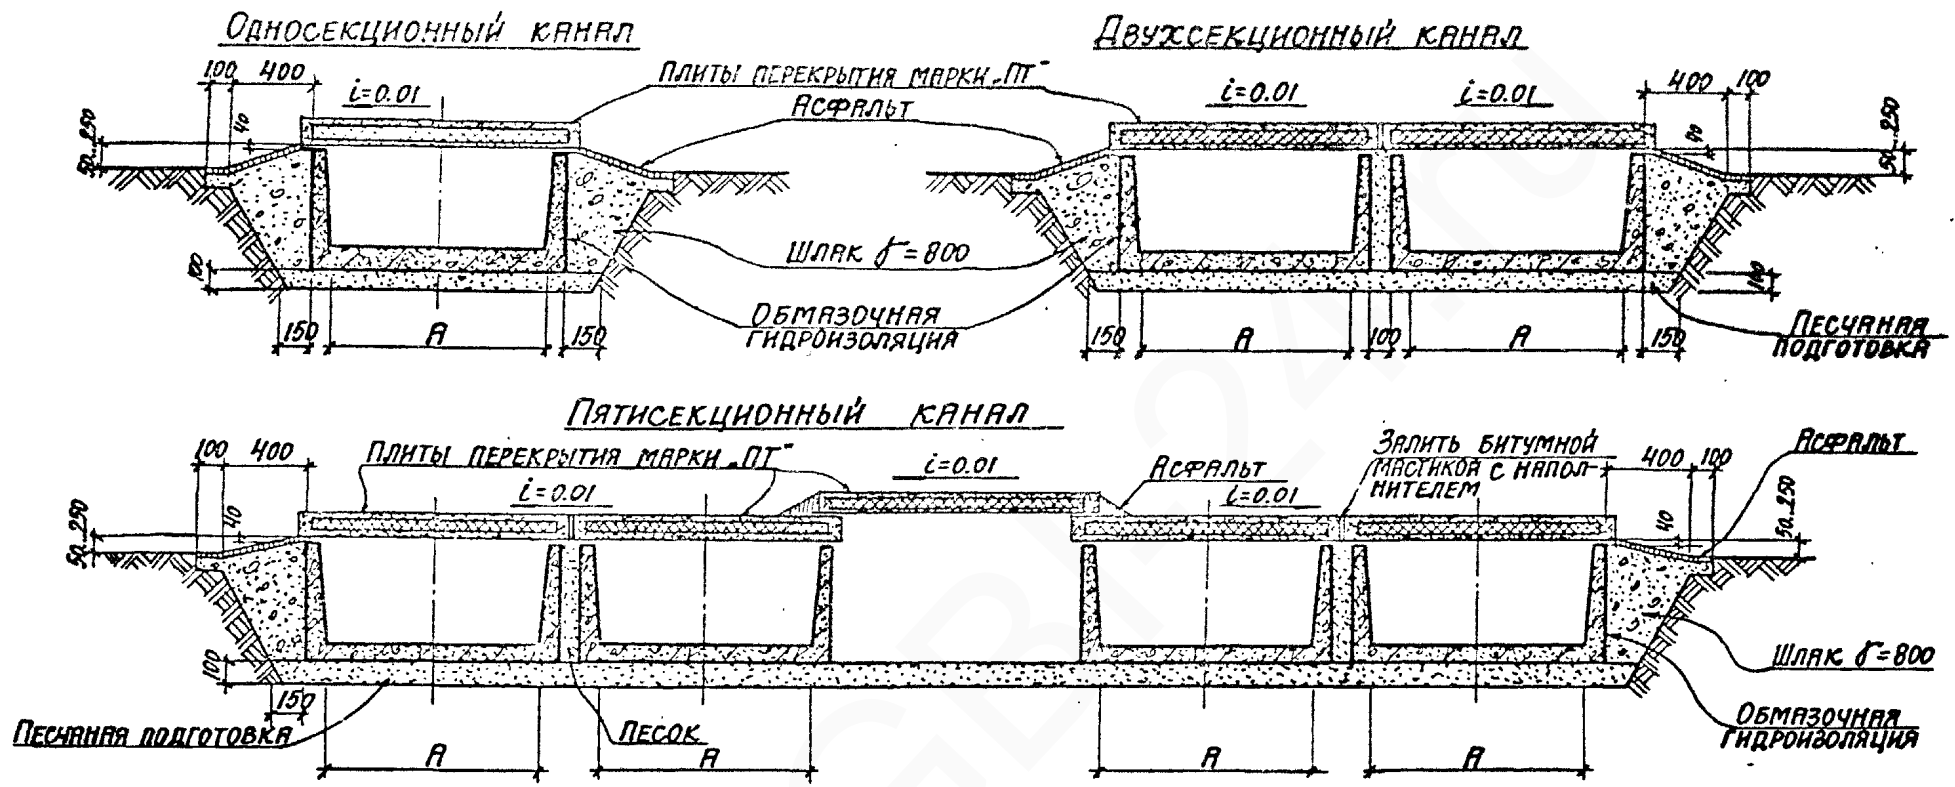 Односекционный канал
Двухсекционный канал
100 400
i=0.01
Плиты перекрытия марки „ПТ"
Асфальт
i=0.01
i=0.01
400 100
50..250
40
40
50..250
Шлак γ=800
100
100
Обмазочная
гидроизоляция
Песчаная
подготовка
150 А 150
150 А 100 А 150
Пятисекционный канал
100 400
Плиты перекрытия марки „ПТ"
i=0.01
i=0.01
Асфальт
i=0.01
Залить битумной
мастикой с напол-
нителем
400 100
Асфальт
50..250
40
40
50..250
100
Шлак γ=800
150
Песчаная подготовка
Песок
Обмазочная
гидроизоляция
А А А А
GBI24.ru